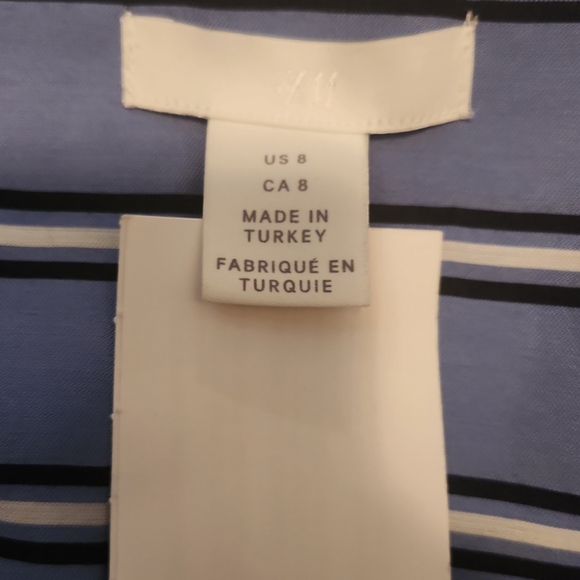 US 8
CA 8
MADE IN
TURKEY
FABRIQUÉ EN
TURQUIE